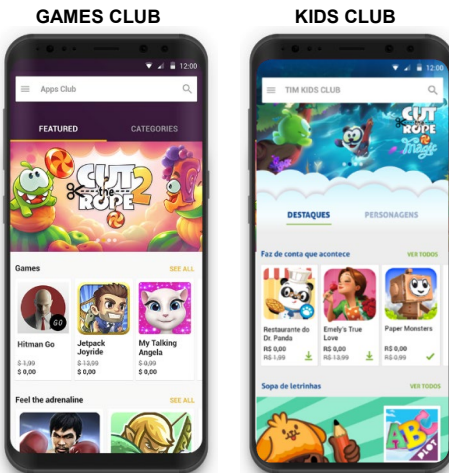 GAMES CLUB
KIDS CLUB
12:00
Apps Club
FEATURED
CATEGORIES
CUT
the
ROPE
2
Games
SEE ALL
GO
Hitman Go
$ 1,99
$ 0,00
Jetpack
Joyride
$ 13,99
$ 0,00
My Talking
Angela
$ 0,99
$ 0,00
Feel the adrenaline
SEE ALL
12:00
TIM KIDS CLUB
CUT
the
ROPE
Magic
DESTAQUES
PERSONAGENS
Faz de conta que acontece
VER TODOS
Restaurante do
Dr. Panda
R$ 0,00
R$ 1,99
Emely's True
Love
R$ 0,00
R$ 13,99
Paper Monsters
R$ 0,00
R$ 0,99
Sopa de letrinhas
VER TODOS
ABC